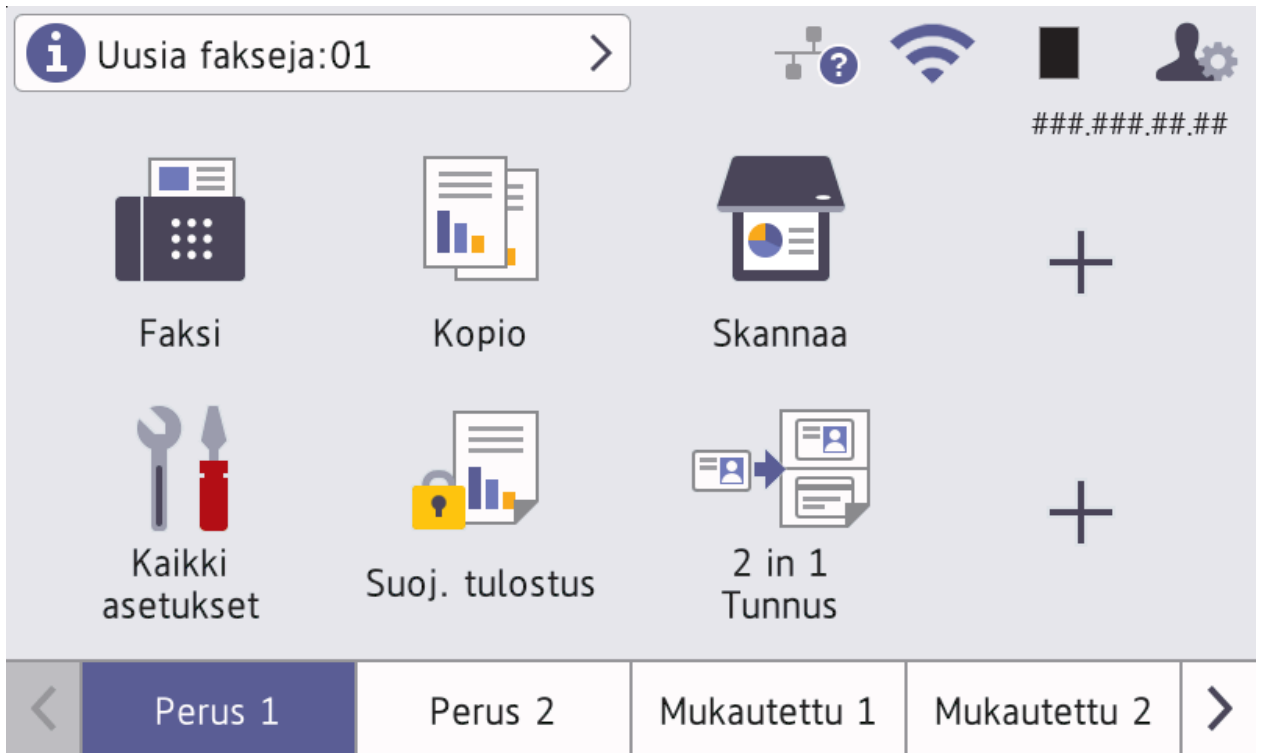 Uusia fakseja:01
###.###.##.##
Faksi
Kopio
Skannaa
Kaikki
asetukset
Suoj. tulostus
2 in 1
Tunnus
Perus 1
Perus 2
Mukautettu 1
Mukautettu 2